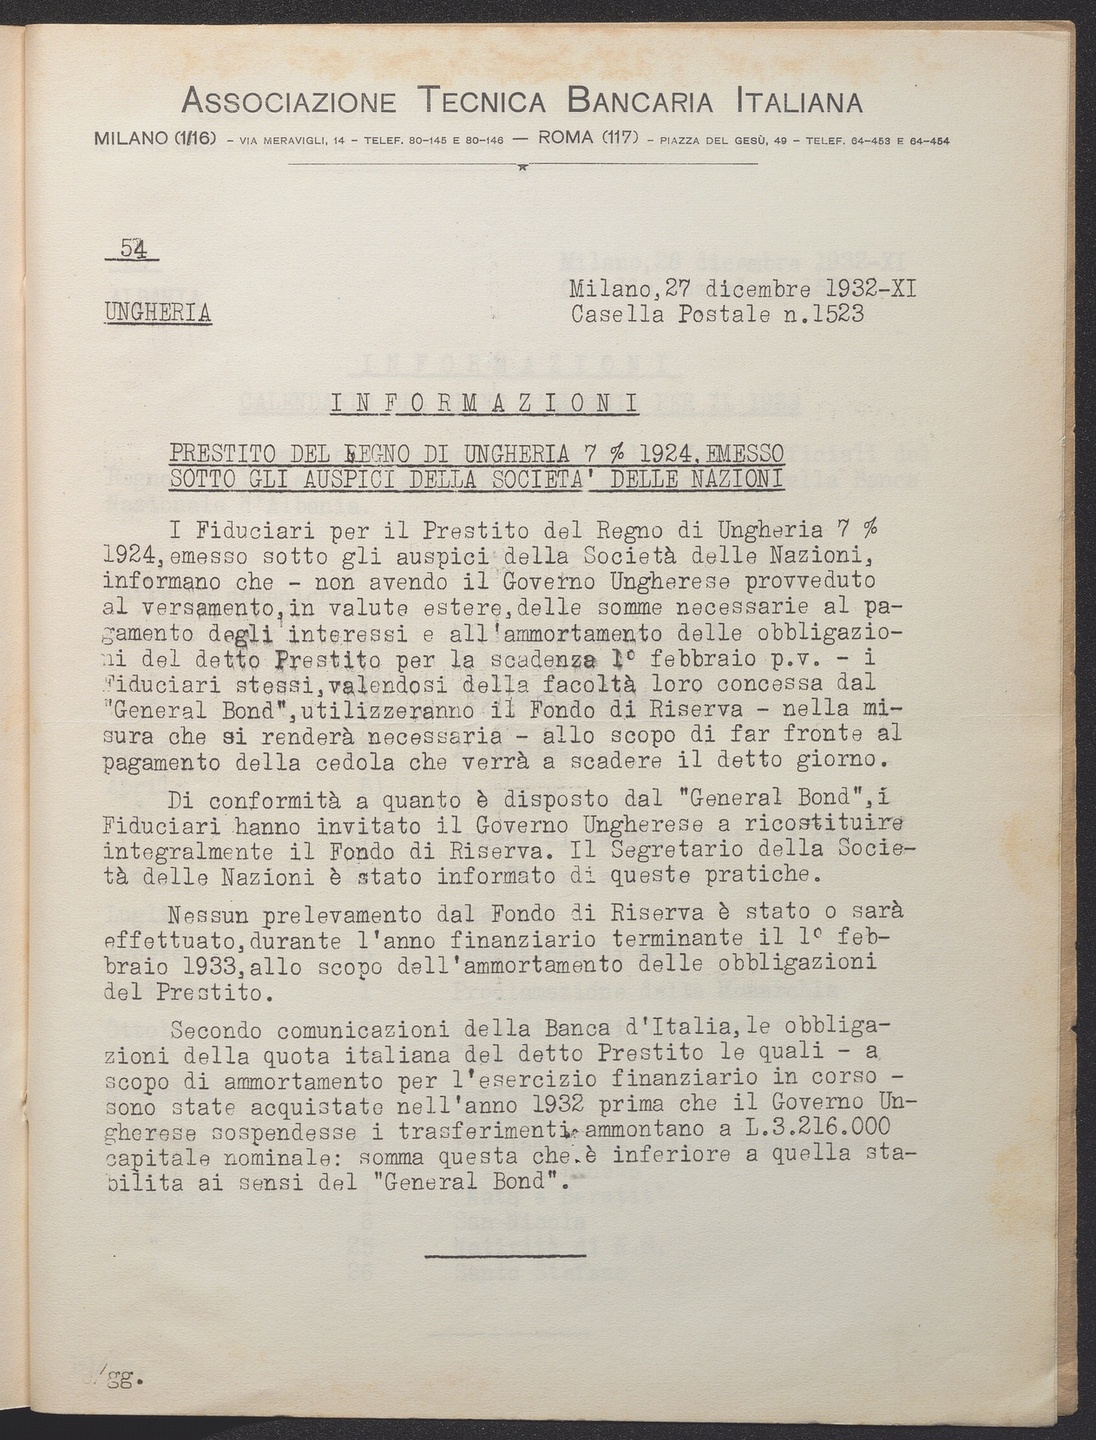 ASSOCIAZIONE TECNICA BANCARIA ITALIANA
MILANO (1/16) – VIA MERAVIGLI, 14 – TELEF. 80-145 E 80-146 — ROMA (117) – PIAZZA DEL GESÙ, 49 – TELEF. 64-453 E 64-454
54
Milano,27 dicembre 1932-XI
UNGHERIA
Casella Postale n.1523
I N F O R M A Z I O N I
PRESTITO DEL REGNO DI UNGHERIA 7 % 1924, EMESSO
SOTTO GLI AUSPICI DELLA SOCIETA' DELLE NAZIONI
I Fiduciari per il Prestito del Regno di Ungheria 7 %
1924,emesso sotto gli auspici della Società delle Nazioni,
informano che - non avendo il Governo Ungherese provveduto
al versamento,in valute estere,delle somme necessarie al pa-
gamento degli interessi e all'ammortamento delle obbligazio-
ni del detto Prestito per la scadenza 1° febbraio p.v. - i
Fiduciari stessi,valendosi della facoltà loro concessa dal
"General Bond",utilizzeranno il Fondo di Riserva - nella mi-
sura che si renderà necessaria - allo scopo di far fronte al
pagamento della cedola che verrà a scadere il detto giorno.
Di conformità a quanto è disposto dal "General Bond",i
Fiduciari hanno invitato il Governo Ungherese a ricostituire
integralmente il Fondo di Riserva. Il Segretario della Socie-
tà delle Nazioni è stato informato di queste pratiche.
Nessun prelevamento dal Fondo di Riserva è stato o sarà
effettuato,durante l'anno finanziario terminante il 1° feb-
braio 1933,allo scopo dell'ammortamento delle obbligazioni
del Prestito.
Secondo comunicazioni della Banca d'Italia,le obbliga-
zioni della quota italiana del detto Prestito le quali - a
scopo di ammortamento per l'esercizio finanziario in corso -
sono state acquistate nell'anno 1932 prima che il Governo Un-
gherese sospendesse i trasferimenti, ammontano a L.3.216.000
capitale nominale: somma questa che è inferiore a quella sta-
bilita ai sensi del "General Bond".
/gg.